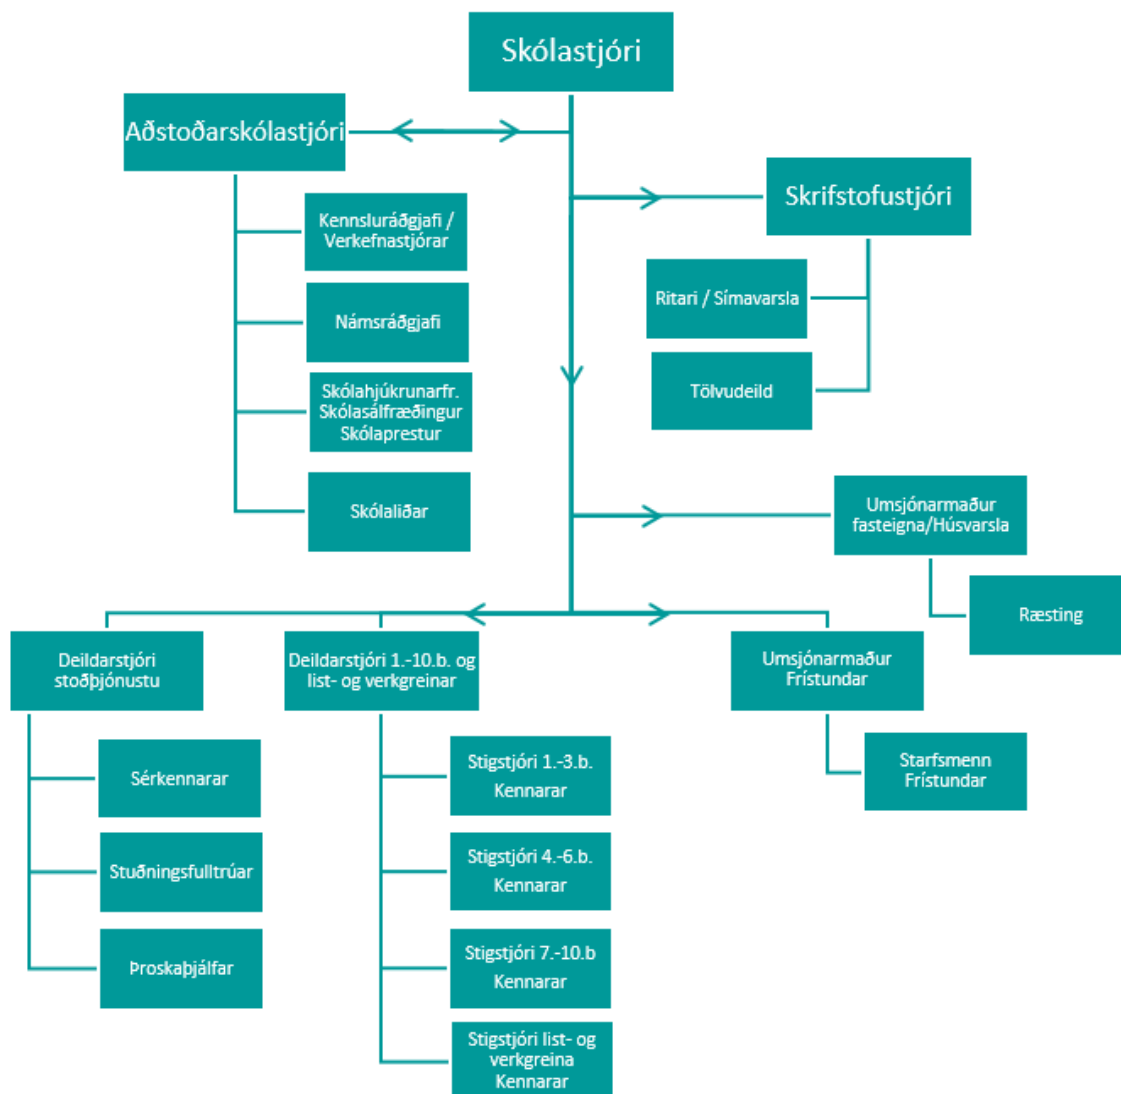 Skólastjóri
Aðstoðarskólastjóri
Kennsluráðgjafi /
Verkefnastjórar
Námsráðgjafi
Skólahjúkrunarfr.
Skólasálfræðingur
Skólaprestur
Skólaliðar
Skrifstofustjóri
Ritari / Símavarsla
Tölvudeild
Umsjónarmaður
fasteigna/Húsvarsla
Ræsting
Deildarstjóri
stoðþjónustu
Sérkennarar
Stuðningsfulltrúar
Þroskaþjálfar
Deildarstjóri 1.-10.b. og
list- og verkgreinar
Stigstjóri 1.-3.b.
Kennarar
Stigstjóri 4.-6.b.
Kennarar
Stigstjóri 7.-10.b
Kennarar
Stigstjóri list- og
verkgreina
Kennarar
Umsjónarmaður
Frístundar
Starfsmenn
Frístundar